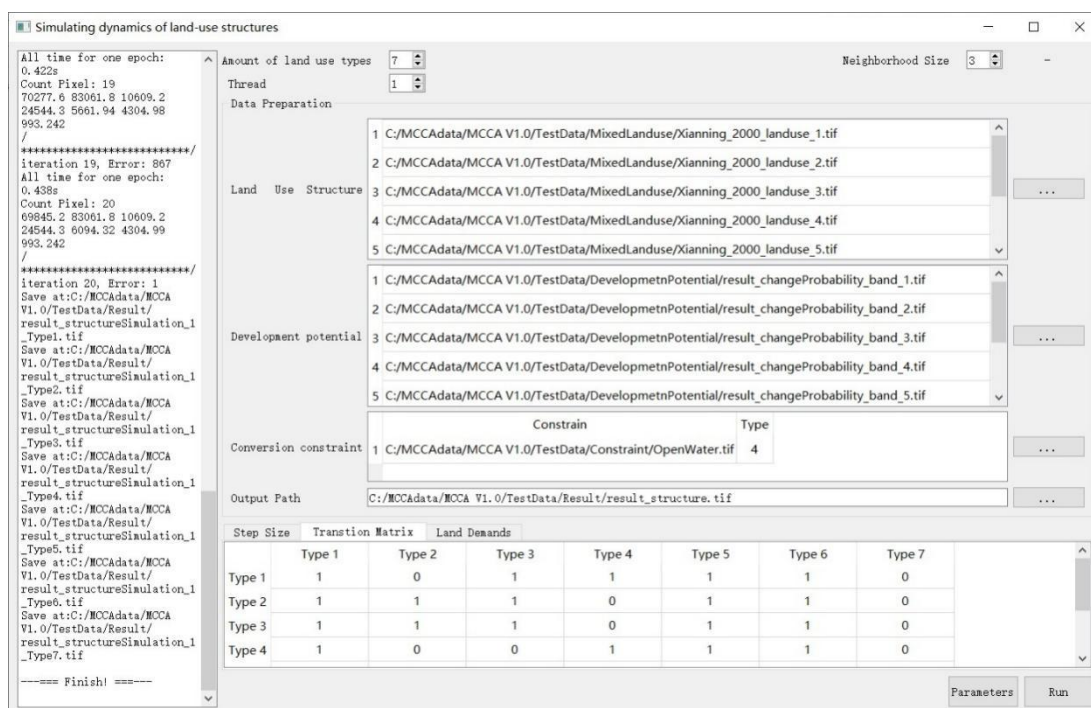 Simulating dynamics of land-use structures
All time for one epoch:
0.422s
Count Pixel: 19
70277.6 83061.8 10609.2
24544.3 5661.94 4304.98
993.242
/
****************************/
iteration 19, Error: 867
All time for one epoch:
0.438s
Count Pixel: 20
69845.2 83061.8 10609.2
24544.3 6094.32 4304.99
993.242
/
****************************/
iteration 20, Error: 1
Save at:C:/MCCAdata/MCCA
V1.0/TestData/Result/
result_structureSimulation_1
_Type1.tif
Save at:C:/MCCAdata/MCCA
V1.0/TestData/Result/
result_structureSimulation_1
_Type2.tif
Save at:C:/MCCAdata/MCCA
V1.0/TestData/Result/
result_structureSimulation_1
_Type3.tif
Save at:C:/MCCAdata/MCCA
V1.0/TestData/Result/
result_structureSimulation_1
_Type4.tif
Save at:C:/MCCAdata/MCCA
V1.0/TestData/Result/
result_structureSimulation_1
_Type5.tif
Save at:C:/MCCAdata/MCCA
V1.0/TestData/Result/
result_structureSimulation_1
_Type6.tif
Save at:C:/MCCAdata/MCCA
V1.0/TestData/Result/
result_structureSimulation_1
_Type7.tif
---=== Finish! ===---
Amount of land use types 7 Neighborhood Size 3 -
Thread 1
Data Preparation
Land Use Structure ...
1 C:/MCCAdata/MCCA V1.0/TestData/MixedLanduse/Xianning_2000_landuse_1.tif
2 C:/MCCAdata/MCCA V1.0/TestData/MixedLanduse/Xianning_2000_landuse_2.tif
3 C:/MCCAdata/MCCA V1.0/TestData/MixedLanduse/Xianning_2000_landuse_3.tif
4 C:/MCCAdata/MCCA V1.0/TestData/MixedLanduse/Xianning_2000_landuse_4.tif
5 C:/MCCAdata/MCCA V1.0/TestData/MixedLanduse/Xianning_2000_landuse_5.tif
Development potential ...
1 C:/MCCAdata/MCCA V1.0/TestData/DevelopmetnPotential/result_changeProbability_band_1.tif
2 C:/MCCAdata/MCCA V1.0/TestData/DevelopmetnPotential/result_changeProbability_band_2.tif
3 C:/MCCAdata/MCCA V1.0/TestData/DevelopmetnPotential/result_changeProbability_band_3.tif
4 C:/MCCAdata/MCCA V1.0/TestData/DevelopmetnPotential/result_changeProbability_band_4.tif
5 C:/MCCAdata/MCCA V1.0/TestData/DevelopmetnPotential/result_changeProbability_band_5.tif
Constrain Type
Conversion constraint 1 C:/MCCAdata/MCCA V1.0/TestData/Constraint/OpenWater.tif 4 ...
Output Path C:/MCCAdata/MCCA V1.0/TestData/Result/result_structure.tif ...
Step Size Transtion Matrix Land Demands
Type 1 Type 2 Type 3 Type 4 Type 5 Type 6 Type 7
Type 1 1 0 1 1 1 1 0
Type 2 1 1 1 0 1 1 0
Type 3 1 1 1 0 1 1 0
Type 4 1 0 0 1 1 1 0
Parameters Run